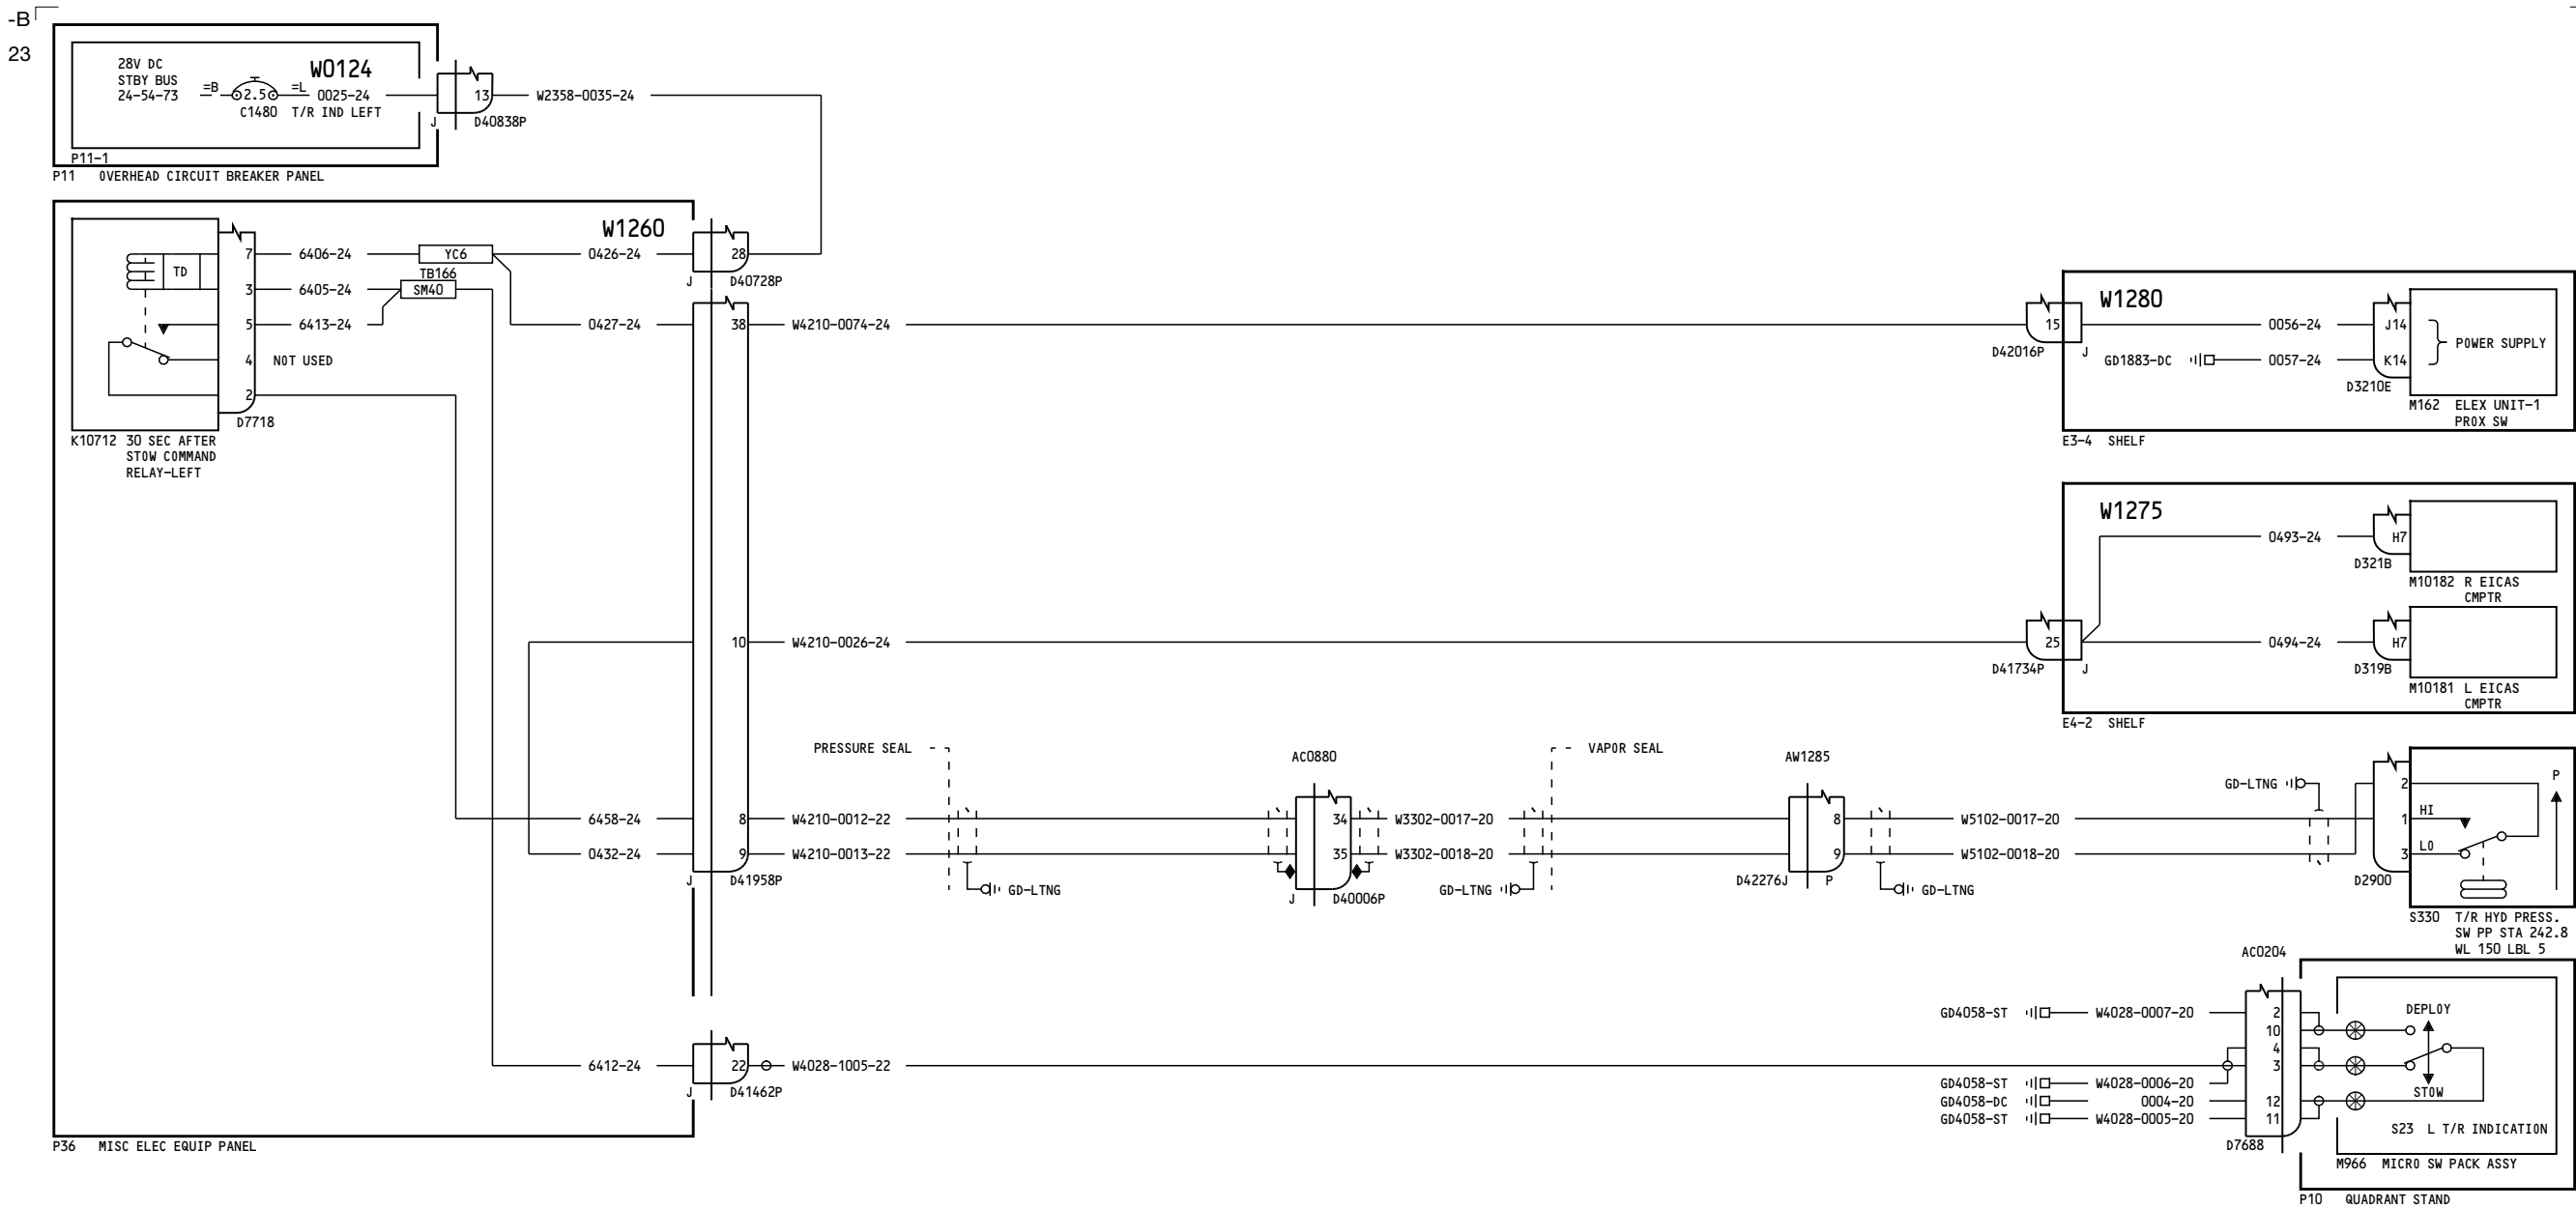 -B
23
28V DC
STBY BUS
24-54-73
=B
2.5
=L
W0124
0025-24
C1480 T/R IND LEFT
13
W2358-0035-24
J
D40838P
P11-1
P11 OVERHEAD CIRCUIT BREAKER PANEL
W1260
TD
7
6406-24
YC6
0426-24
28
TB166
J
D40728P
3
6405-24
SM40
5
6413-24
0427-24
38
W4210-0074-24
4
NOT USED
2
D7718
K10712 30 SEC AFTER
STOW COMMAND
RELAY-LEFT
W1280
15
0056-24
J14
D42016P
J
GD1883-DC
0057-24
K14
POWER SUPPLY
D3210E
M162 ELEX UNIT-1
PROX SW
E3-4 SHELF
W1275
0493-24
H7
D321B
M10182 R EICAS
CMPTR
10
W4210-0026-24
25
0494-24
H7
D41734P
J
D319B
M10181 L EICAS
CMPTR
E4-2 SHELF
PRESSURE SEAL
AC0880
VAPOR SEAL
AW1285
GD-LTNG
2
P
6458-24
8
W4210-0012-22
34
W3302-0017-20
8
W5102-0017-20
1
HI
0432-24
9
W4210-0013-22
35
W3302-0018-20
9
W5102-0018-20
3
LO
J
D41958P
GD-LTNG
J
D40006P
GD-LTNG
D42276J
P
GD-LTNG
D2900
S330 T/R HYD PRESS.
SW PP STA 242.8
WL 150 LBL 5
AC0204
GD4058-ST
W4028-0007-20
2
DEPLOY
10
4
6412-24
22
W4028-1005-22
3
J
D41462P
GD4058-ST
W4028-0006-20
STOW
GD4058-DC
0004-20
12
GD4058-ST
W4028-0005-20
11
S23 L T/R INDICATION
D7688
M966 MICRO SW PACK ASSY
P36 MISC ELEC EQUIP PANEL
P10 QUADRANT STAND